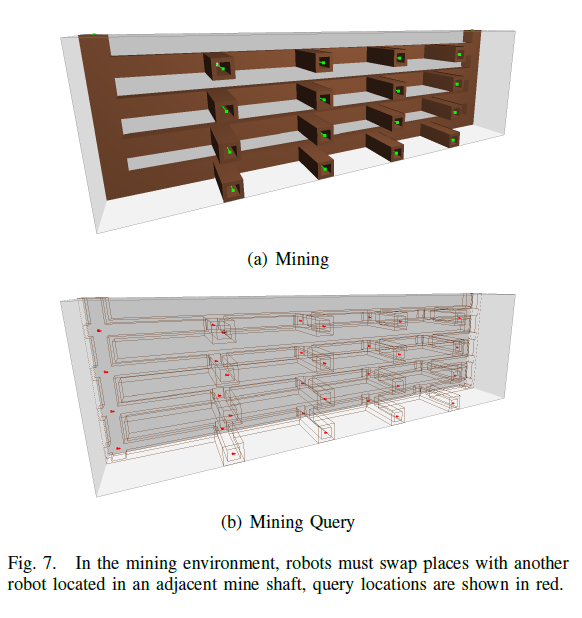 (a) Mining
(b) Mining Query
Fig. 7. In the mining environment, robots must swap places with another
robot located in an adjacent mine shaft, query locations are shown in red.